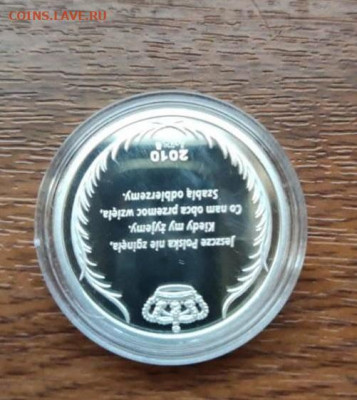 COINS.LAVE.RU
Jeszcze Polska nie zginęła,
Kiedy my żyjemy.
Co nam obca przemoc wzięła,
Szablą odbierzemy.
2010